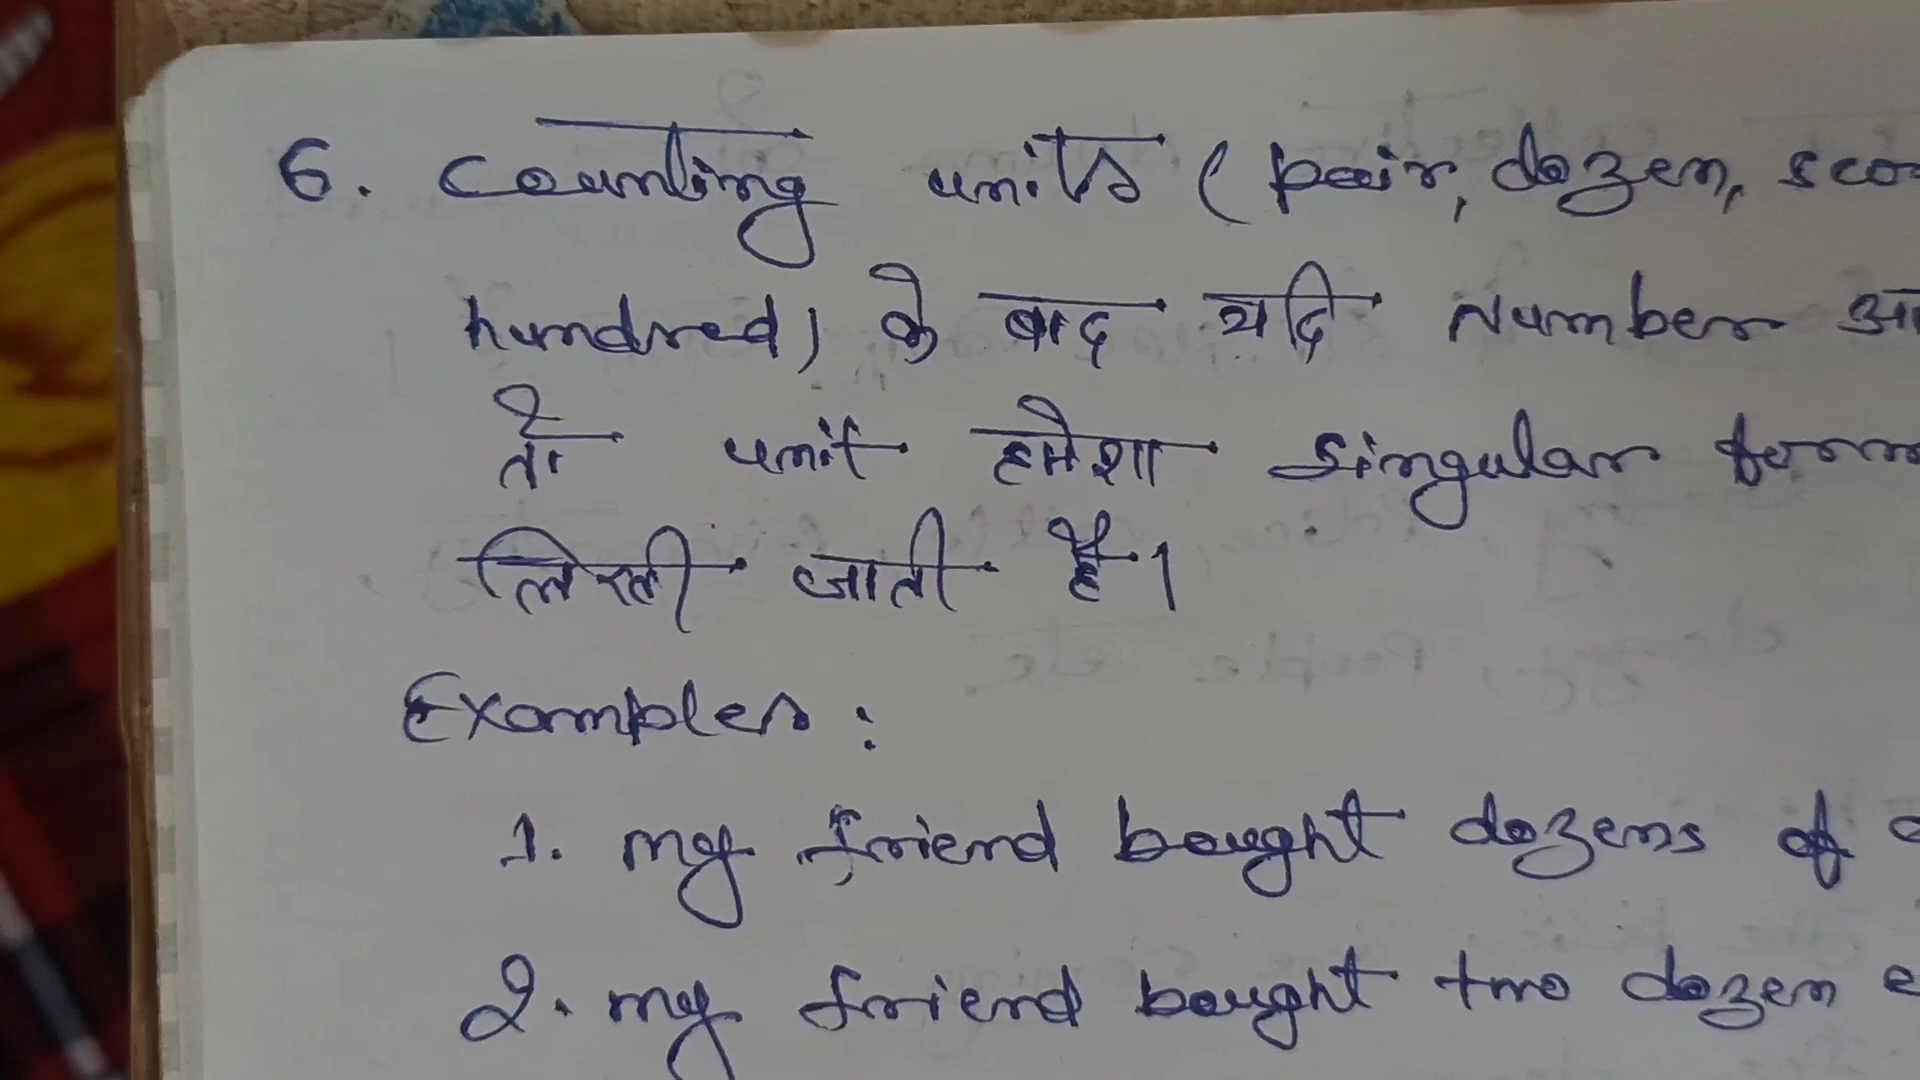 6. Counting units (pair, dozen, sco
hundred) के बाद यदि Number आ
तो unit हमेशा singular form
लिखी जाती है।
Examples:
1. my friend bought dozens of
2. my friend bought two dozen e